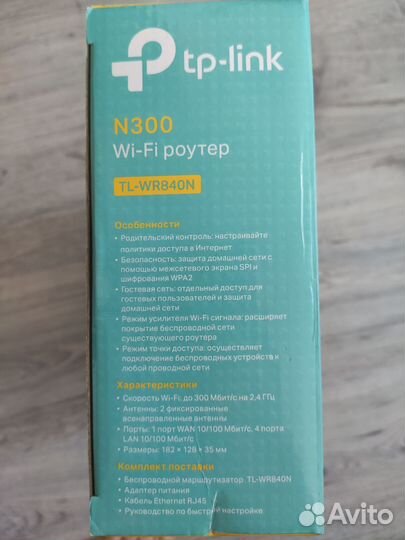 tp-link
N300
Wi-Fi роутер
TL-WR840N
Особенности
• Родительский контроль: настраивайте
политики доступа в Интернет
• Безопасность: защита домашней сети с
помощью межсетевого экрана SPI и
шифрования WPA2
• Гостевая сеть: отдельный доступ для
гостевых пользователей и защита
домашней сети
• Режим усилителя Wi-Fi сигнала: расширяет
покрытие беспроводной сети
существующего роутера
• Режим точки доступа: осуществляет
подключение беспроводных устройств к
любой проводной сети
Характеристики
• Скорость Wi-Fi: до 300 Мбит/с на 2,4 ГГц
• Антенны: 2 фиксированные
всенаправленные антенны
• Порты: 1 порт WAN 10/100 Мбит/с, 4 порта
LAN 10/100 Мбит/с
• Размеры: 182 × 128 × 35 мм
Комплект поставки
• Беспроводной маршрутизатор TL-WR840N
• Адаптер питания
• Кабель Ethernet RJ45
• Руководство по быстрой настройке
Avito